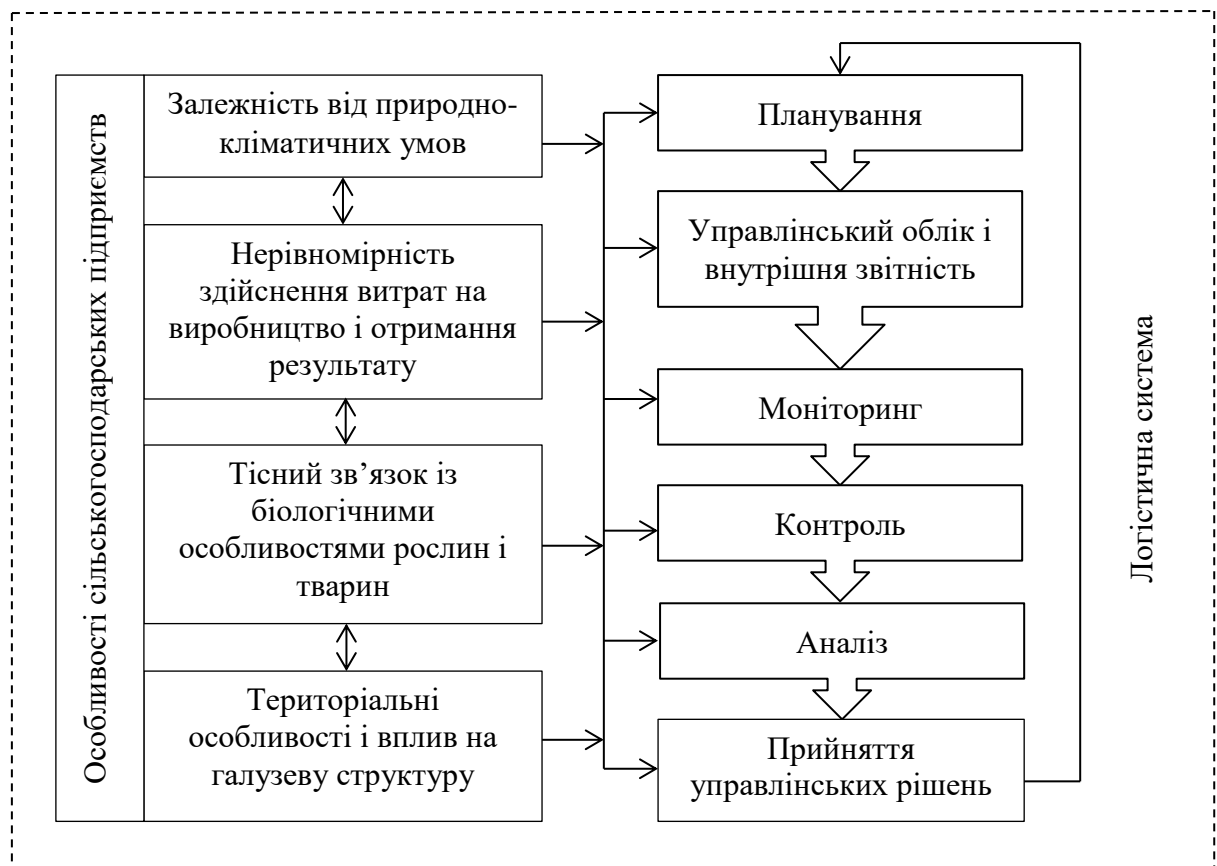 Особливості сільськогосподарських підприємств
Залежність від природно-
кліматичних умов
Нерівномірність
здійснення витрат на
виробництво і отримання
результату
Тісний зв’язок із
біологічними
особливостями рослин і
тварин
Територіальні
особливості і вплив на
галузеву структуру
Планування
Управлінський облік і
внутрішня звітність
Моніторинг
Контроль
Аналіз
Прийняття
управлінських рішень
Логістична система